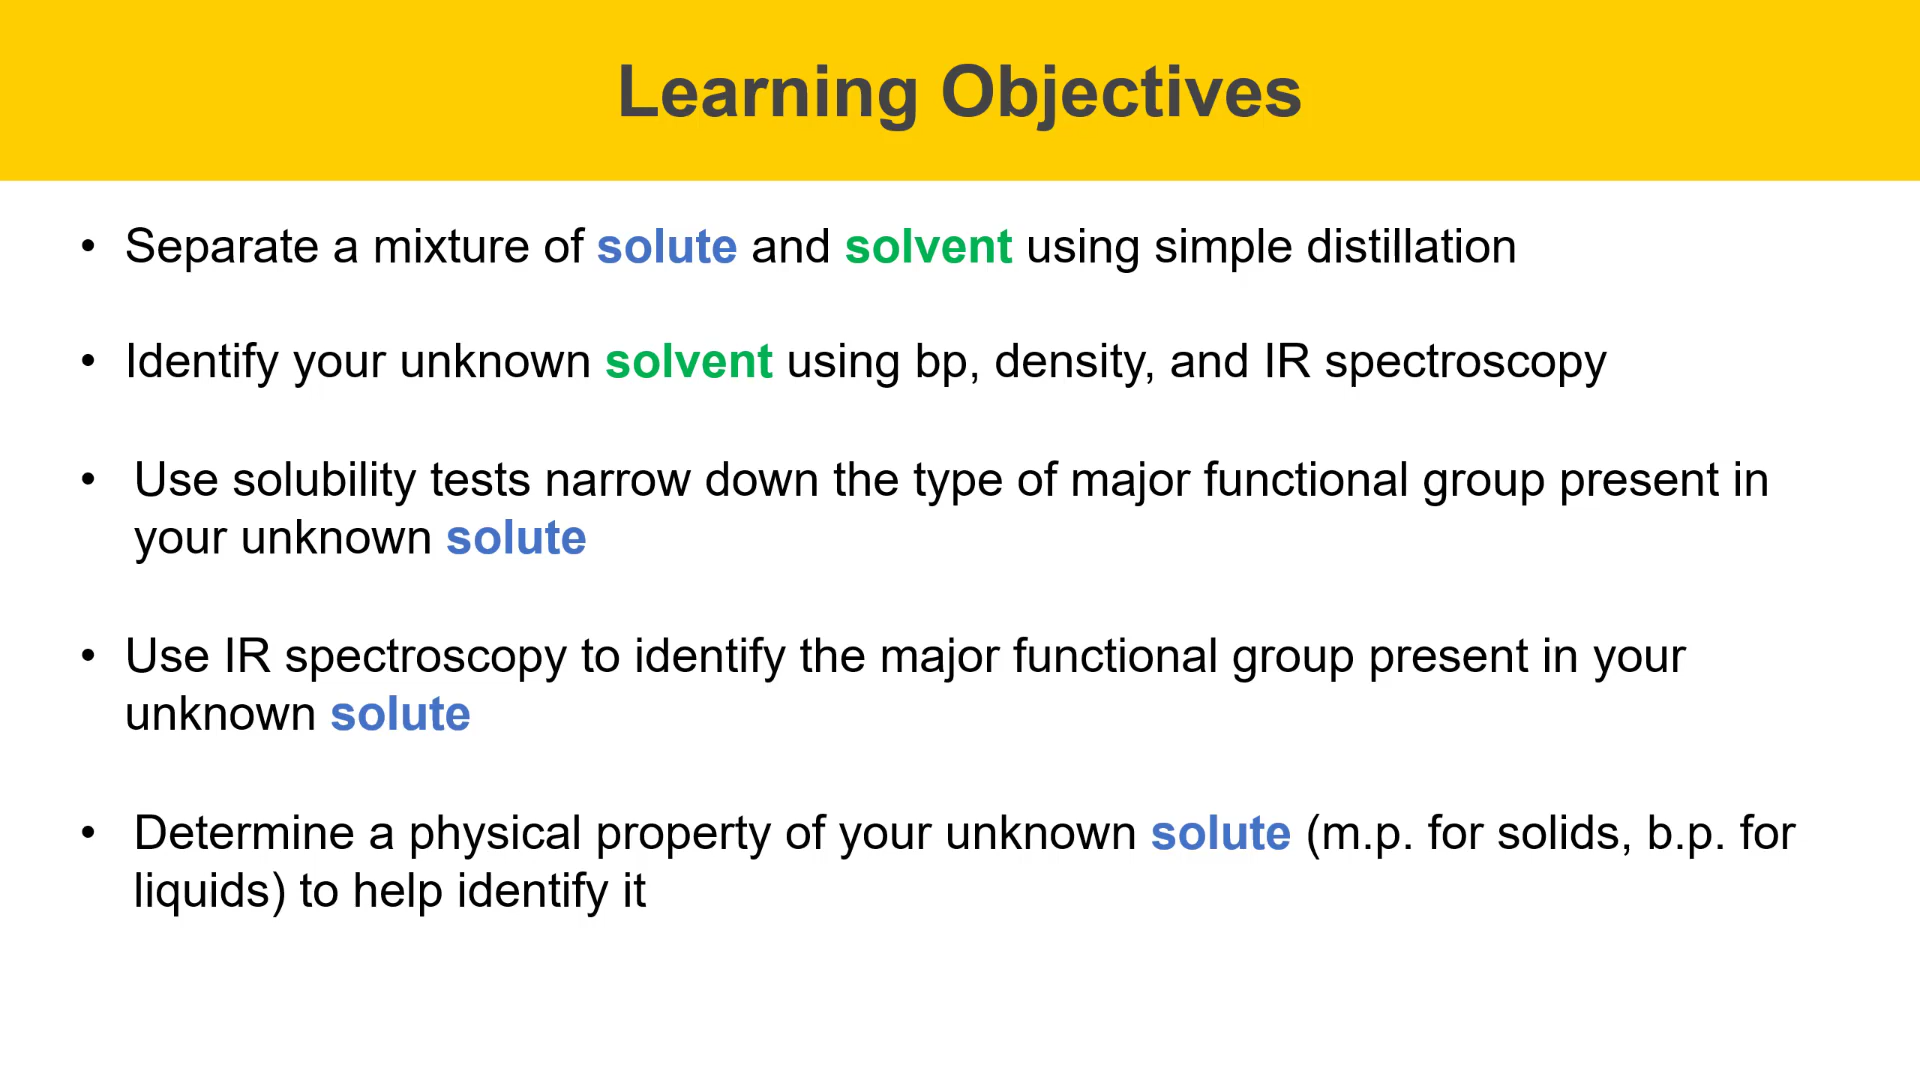 Learning Objectives
• Separate a mixture of solute and solvent using simple distillation
• Identify your unknown solvent using bp, density, and IR spectroscopy
• Use solubility tests narrow down the type of major functional group present in
your unknown solute
• Use IR spectroscopy to identify the major functional group present in your
unknown solute
• Determine a physical property of your unknown solute (m.p. for solids, b.p. for
liquids) to help identify it